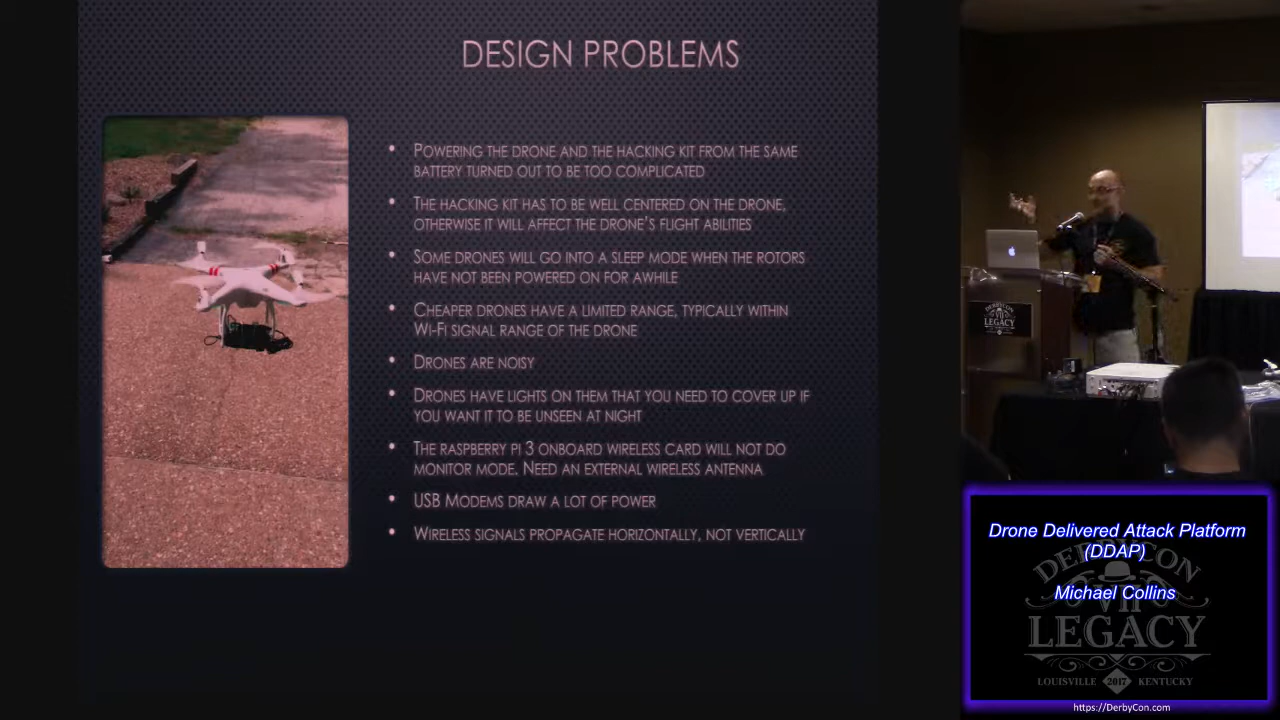 DESIGN PROBLEMS
• POWERING THE DRONE AND THE HACKING KIT FROM THE SAME
BATTERY TURNED OUT TO BE TOO COMPLICATED
• THE HACKING KIT HAS TO BE WELL CENTERED ON THE DRONE,
OTHERWISE IT WILL AFFECT THE DRONE'S FLIGHT ABILITIES
• SOME DRONES WILL GO INTO A SLEEP MODE WHEN THE ROTORS
HAVE NOT BEEN POWERED ON FOR AWHILE
• CHEAPER DRONES HAVE A LIMITED RANGE, TYPICALLY WITHIN
WI-FI SIGNAL RANGE OF THE DRONE
• DRONES ARE NOISY
• DRONES HAVE LIGHTS ON THEM THAT YOU NEED TO COVER UP IF
YOU WANT IT TO BE UNSEEN AT NIGHT
• THE RASPBERRY PI 3 ONBOARD WIRELESS CARD WILL NOT DO
MONITOR MODE. NEED AN EXTERNAL WIRELESS ANTENNA
• USB MODEMS DRAW A LOT OF POWER
• WIRELESS SIGNALS PROPAGATE HORIZONTALLY, NOT VERTICALLY
DERBYCON
LEGACY
Drone Delivered Attack Platform
(DDAP)
Michael Collins
DERBYCON
VII
LEGACY
LOUISVILLE 2017 KENTUCKY
https://DerbyCon.com